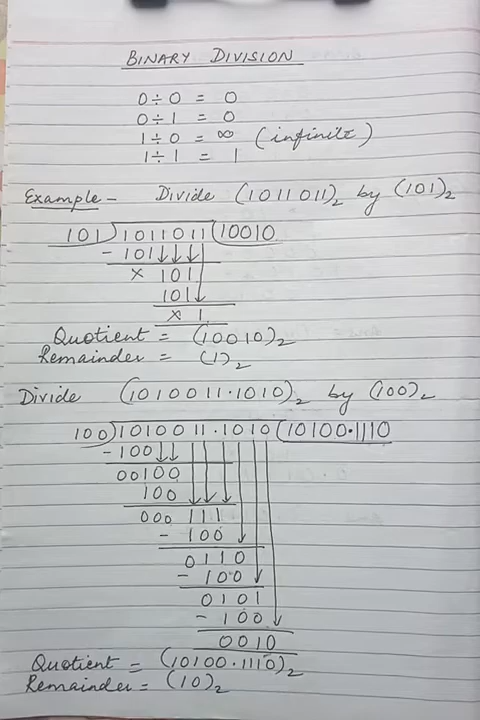 BINARY DIVISION
0 ÷ 0 = 0
0 ÷ 1 = 0
1 ÷ 0 = ∞ (infinite)
1 ÷ 1 = 1
Example - Divide (1011011)₂ by (101)₂
101)1011011(10010
- 101
× 101
101
× 1
Quotient = (10010)₂
Remainder = (1)₂
Divide (1010011.1010)₂ by (100)₂
100)1010011.1010(10100.1110
- 100
00100
100
000 111
- 100
0110
- 100
0101
- 100
0010
Quotient = (10100.1110)₂
Remainder = (10)₂